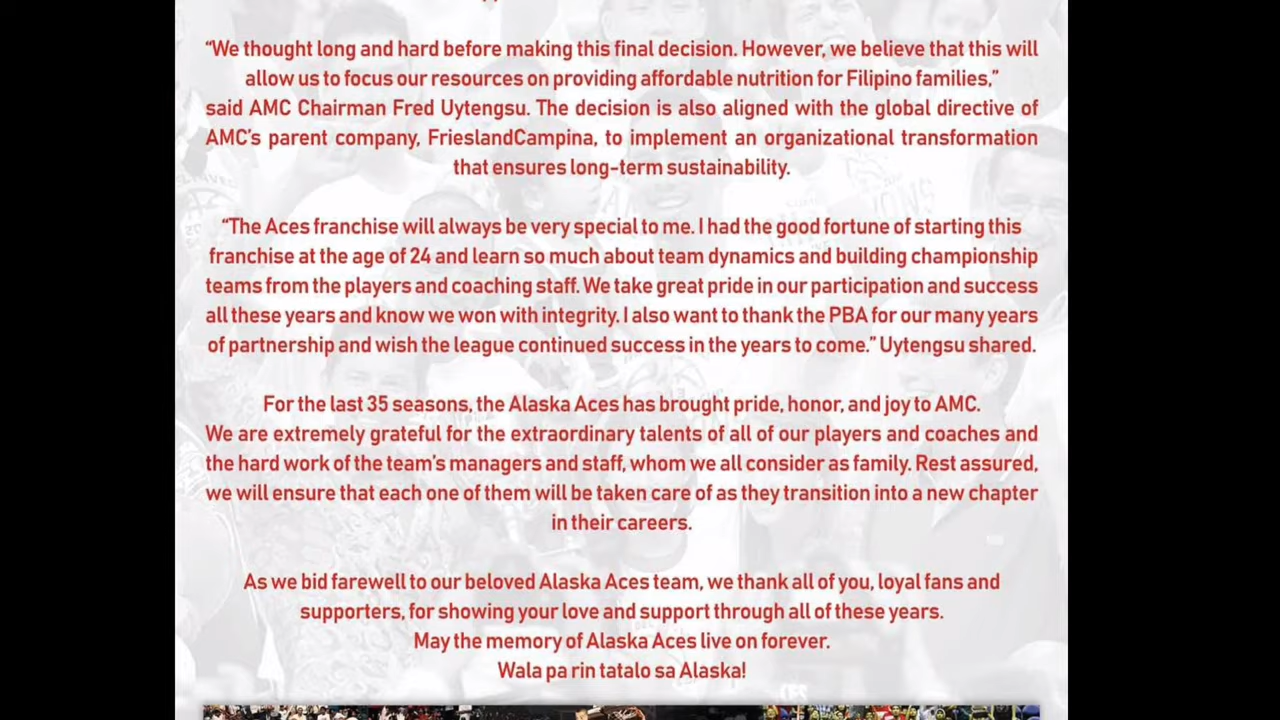 “We thought long and hard before making this final decision. However, we believe that this will
allow us to focus our resources on providing affordable nutrition for Filipino families,”
said AMC Chairman Fred Uytengsu. The decision is also aligned with the global directive of
AMC’s parent company, FrieslandCampina, to implement an organizational transformation
that ensures long-term sustainability.
“The Aces franchise will always be very special to me. I had the good fortune of starting this
franchise at the age of 24 and learn so much about team dynamics and building championship
teams from the players and coaching staff. We take great pride in our participation and success
all these years and know we won with integrity. I also want to thank the PBA for our many years
of partnership and wish the league continued success in the years to come.” Uytengsu shared.
For the last 35 seasons, the Alaska Aces has brought pride, honor, and joy to AMC.
We are extremely grateful for the extraordinary talents of all of our players and coaches and
the hard work of the team’s managers and staff, whom we all consider as family. Rest assured,
we will ensure that each one of them will be taken care of as they transition into a new chapter
in their careers.
As we bid farewell to our beloved Alaska Aces team, we thank all of you, loyal fans and
supporters, for showing your love and support through all of these years.
May the memory of Alaska Aces live on forever.
Wala pa rin tatalo sa Alaska!